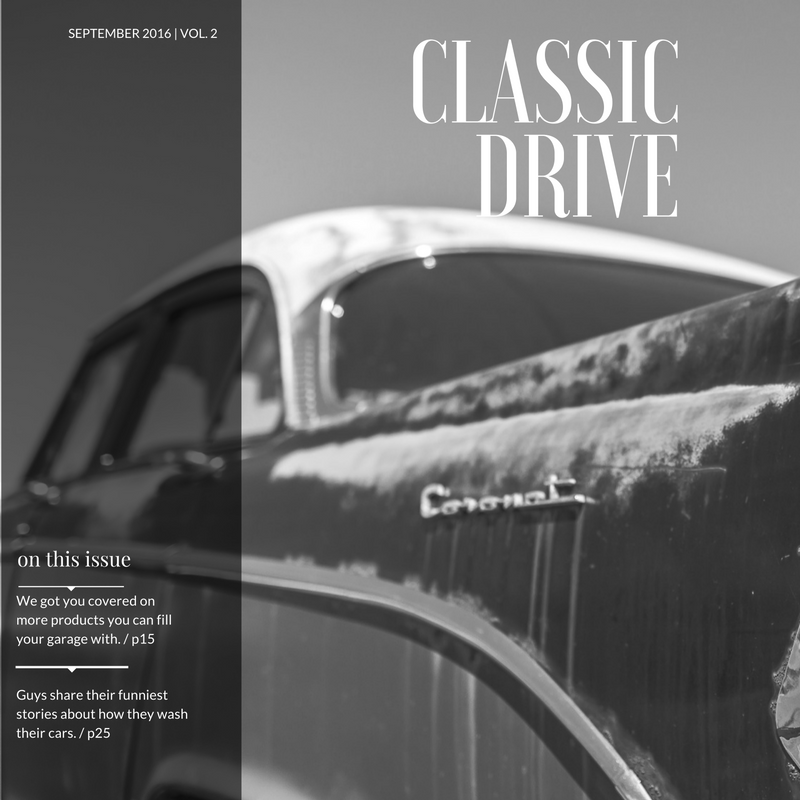 SEPTEMBER 2016 | VOL. 2
CLASSIC
DRIVE
Coronet
on this issue
We got you covered on
more products you can fill
your garage with. / p15
Guys share their funniest
stories about how they wash
their cars. / p25